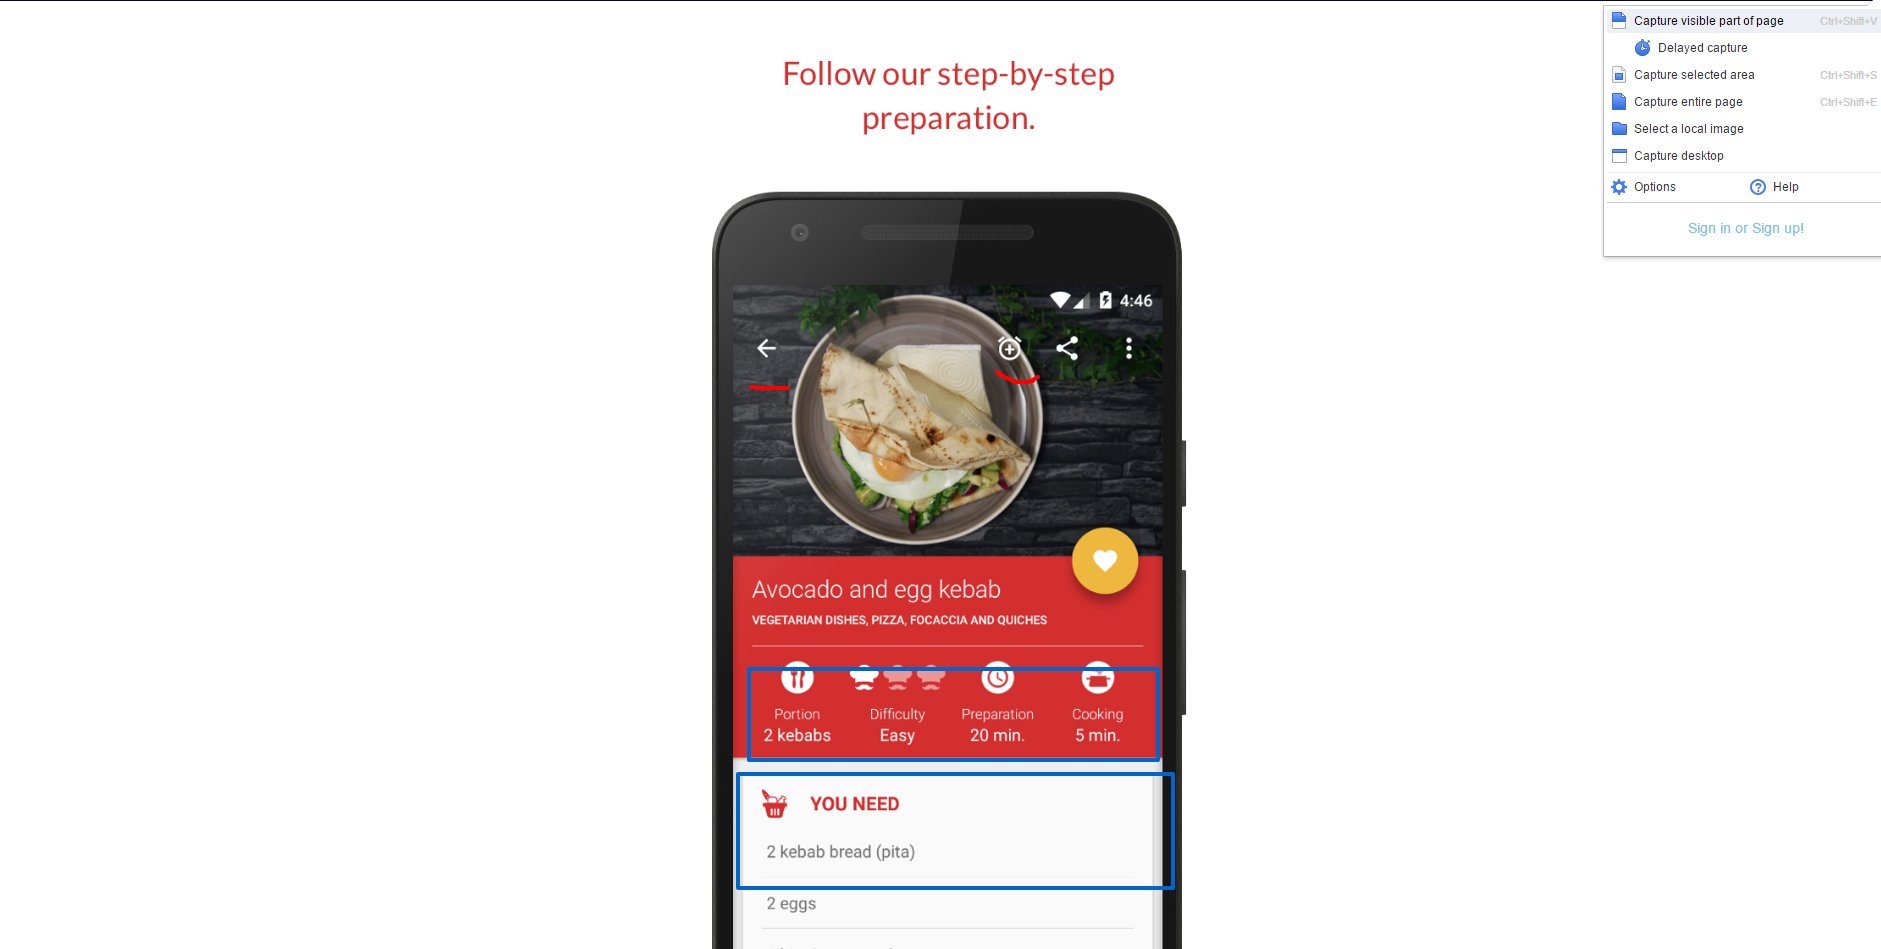 Follow our step-by-step
preparation.
4:46
Avocado and egg kebab
VEGETARIAN DISHES, PIZZA, FOCACCIA AND QUICHES
Portion Difficulty Preparation Cooking
2 kebabs Easy 20 min. 5 min.
YOU NEED
2 kebab bread (pita)
2 eggs
Capture visible part of page Ctrl+Shift+V
Delayed capture
Capture selected area Ctrl+Shift+S
Capture entire page Ctrl+Shift+E
Select a local image
Capture desktop
Options Help
Sign in or Sign up!